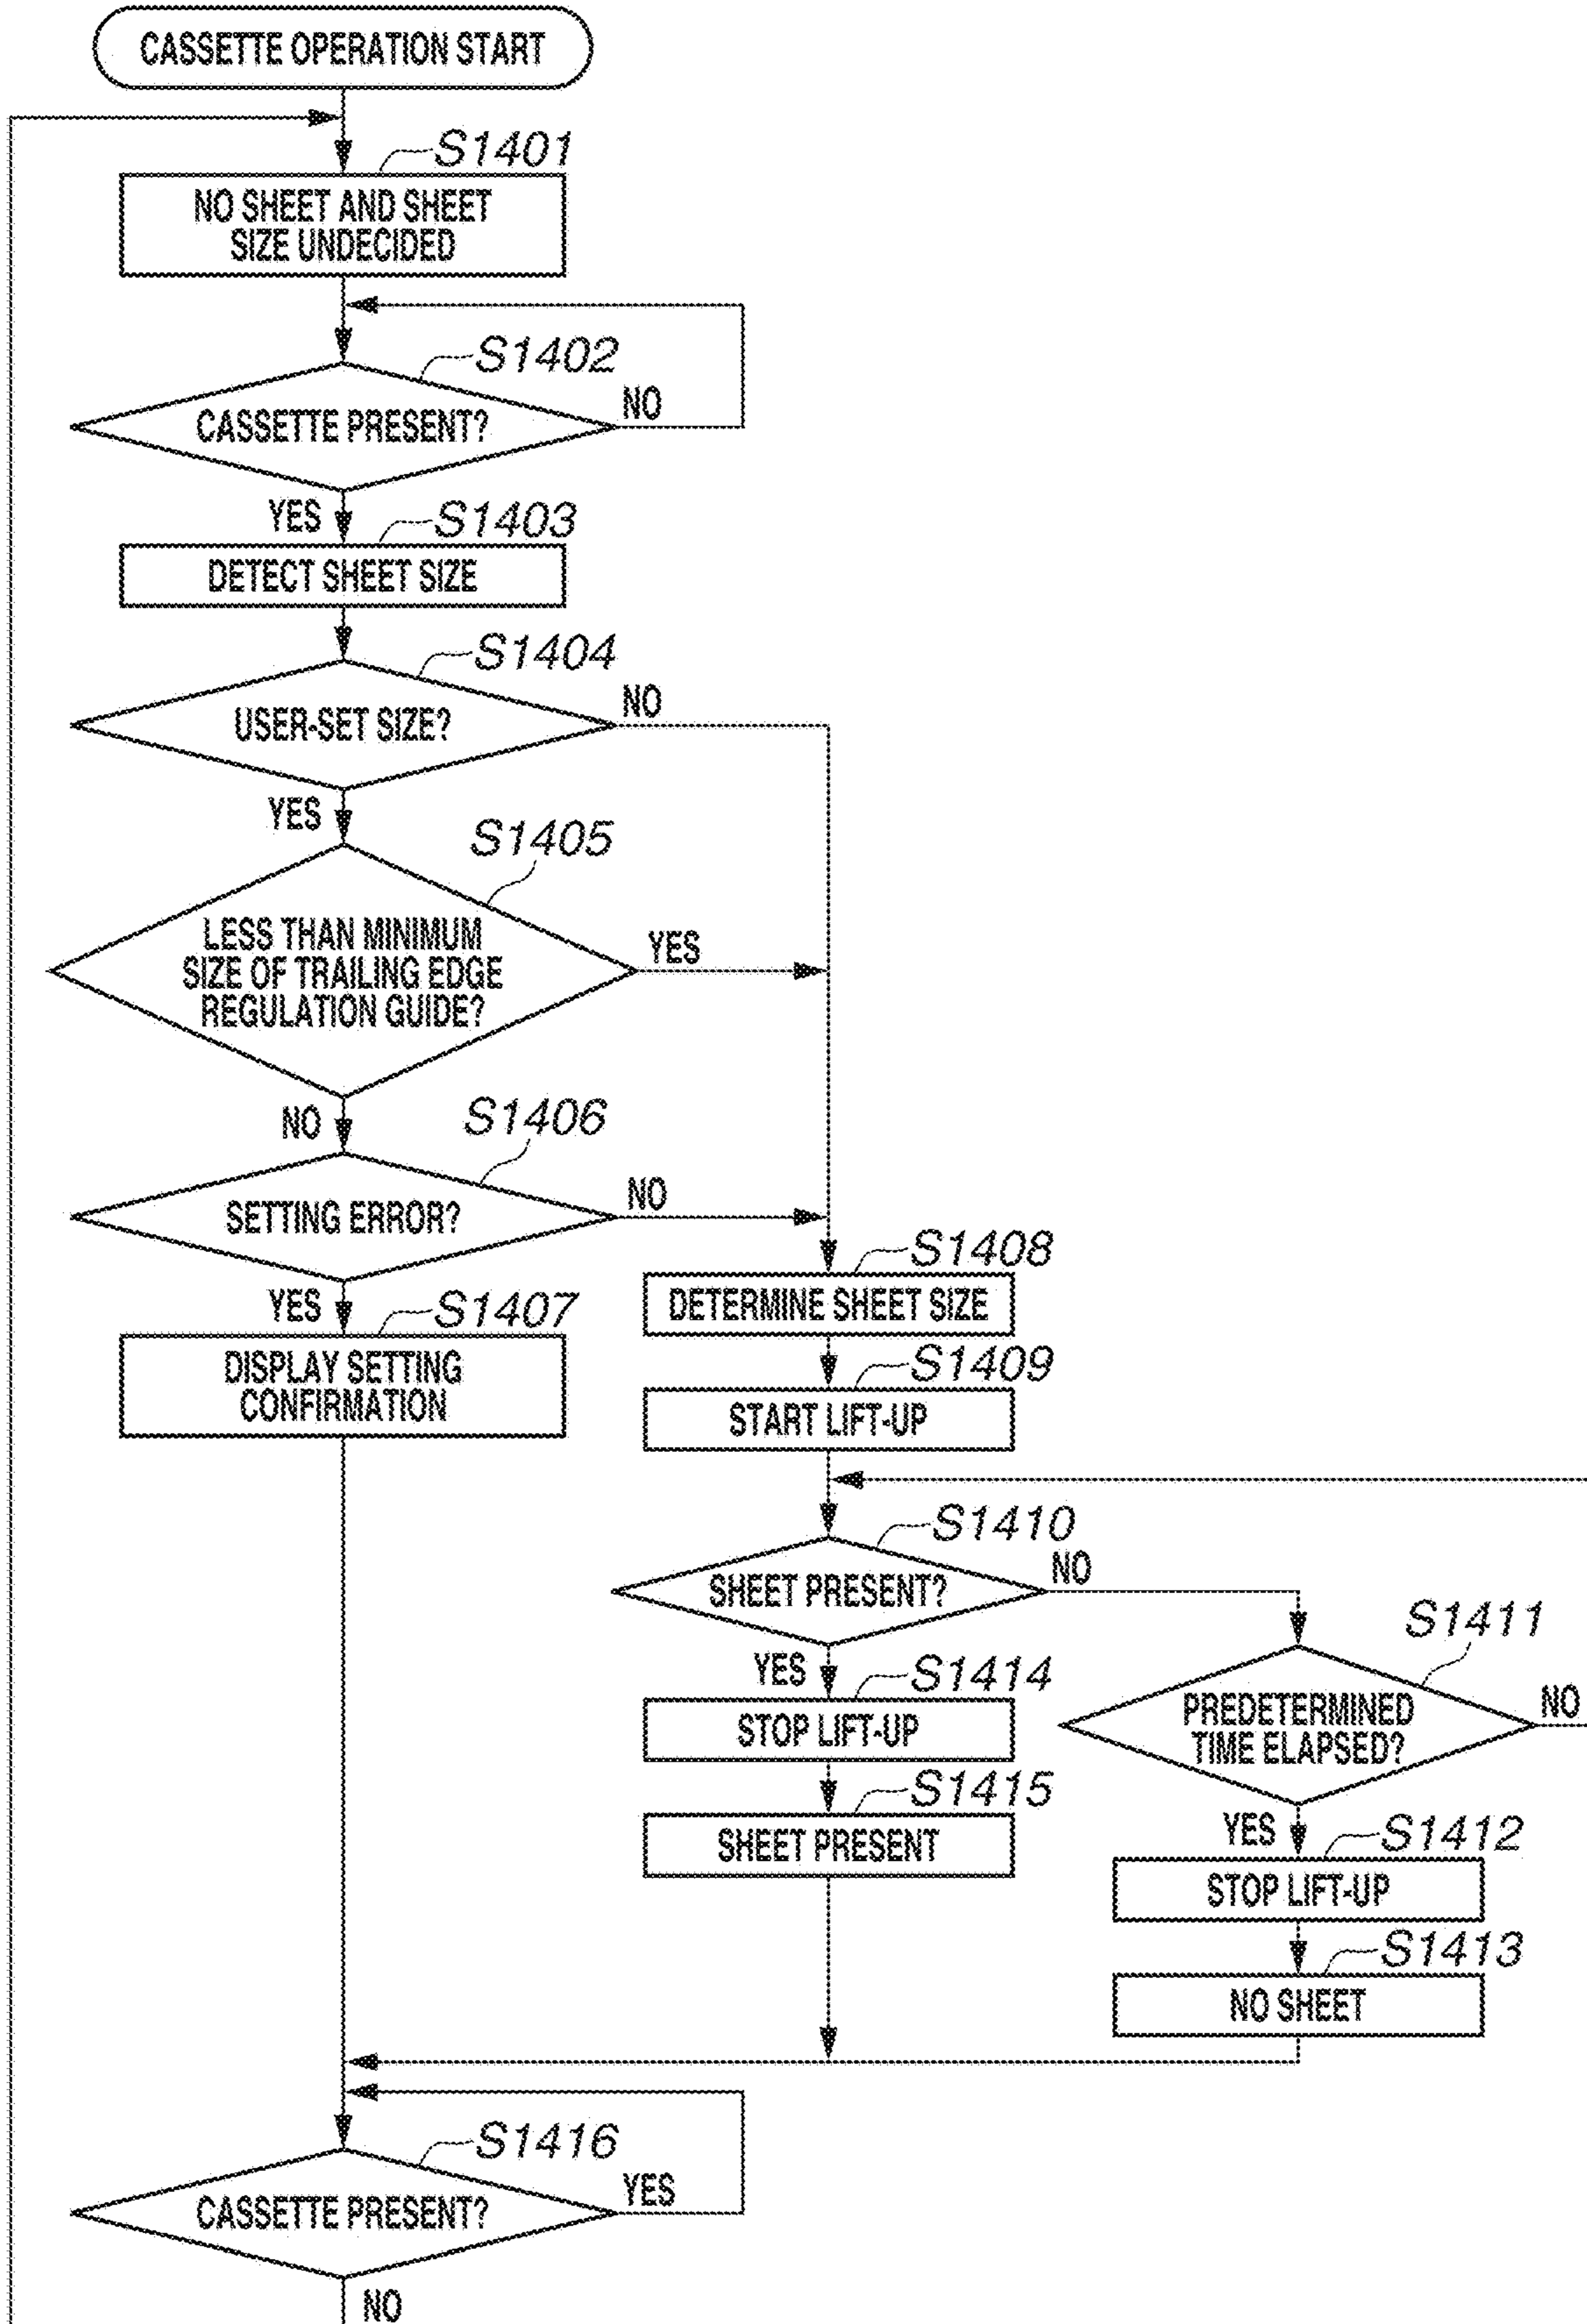 CASSETTE OPERATION START
S1401
NO SHEET AND SHEET
SIZE UNDECIDED
S1402
CASSETTE PRESENT?
NO
YES
S1403
DETECT SHEET SIZE
S1404
USER-SET SIZE?
NO
YES
S1405
LESS THAN MINIMUM
SIZE OF TRAILING EDGE
REGULATION GUIDE?
YES
NO
S1406
SETTING ERROR?
NO
YES
S1407
DISPLAY SETTING
CONFIRMATION
S1408
DETERMINE SHEET SIZE
S1409
START LIFT-UP
S1410
SHEET PRESENT?
NO
S1411
PREDETERMINED
TIME ELAPSED?
NO
YES
S1414
STOP LIFT-UP
S1415
SHEET PRESENT
YES
S1412
STOP LIFT-UP
S1413
NO SHEET
S1416
CASSETTE PRESENT?
YES
NO